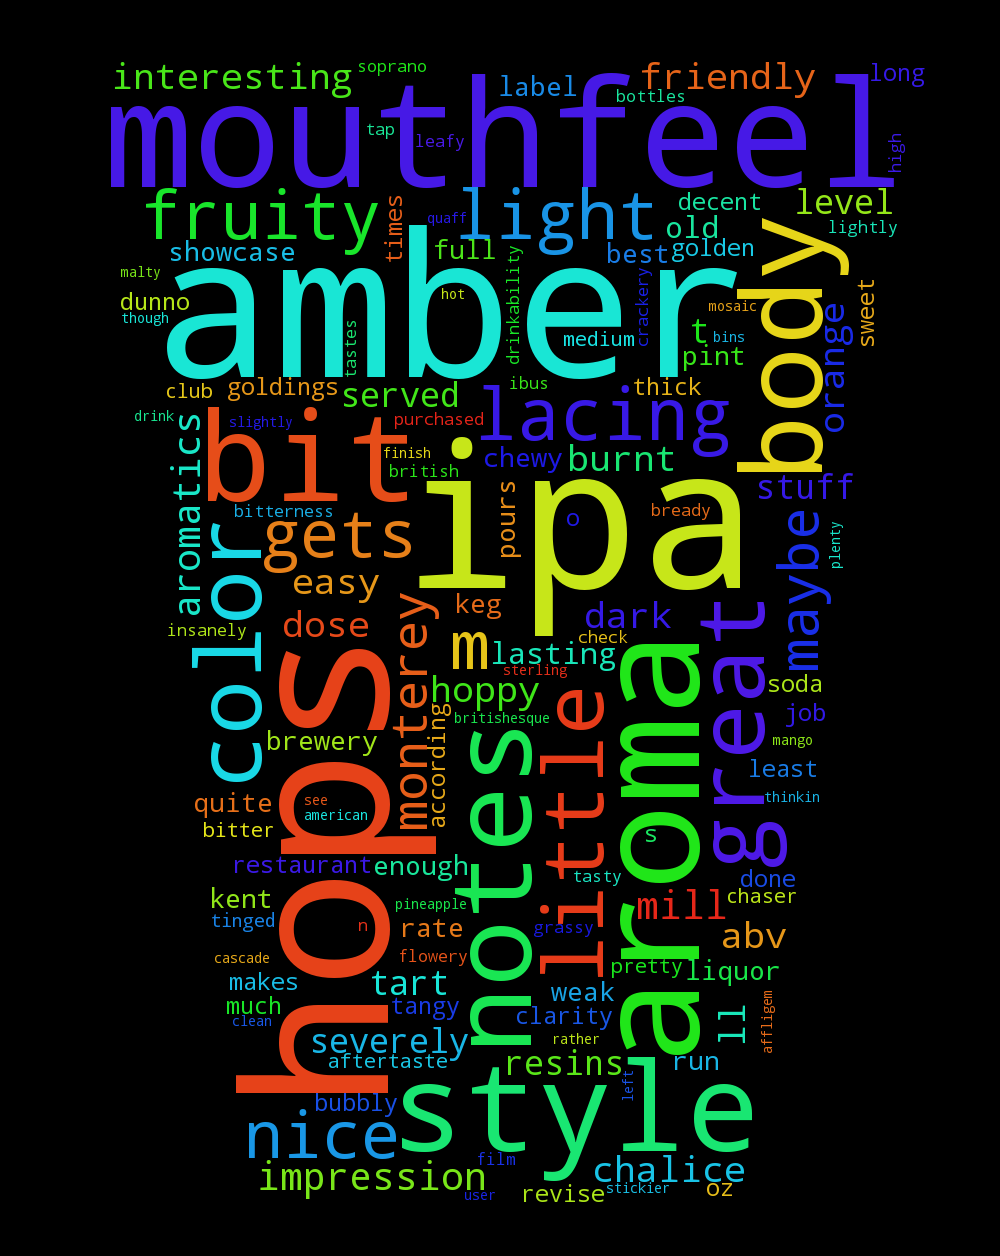 soprano
interesting
label
friendly
long
bottles
mouthfeel
tap
leafy
high
fruity
times
quaff
light
decent
level
old
lightly
showcase
full
best
golden
body
malty
amber
drinkability
crackery
hot
mosaic
sweet
dunno
though
tastes
medium
t
bins
orange
pint
club
goldings
served
ibus
thick
drink
slightly
purchased
lacing
bit
finish
british
chewy
burnt
aromatics
stuff
ipa
pours
bitterness
o
bready
gets
color
maybe
plenty
easy
keg
dark
insanely
dose
monterey
m
lasting
check
great
sterling
hops
hoppy
aroma
soda
according
britishesque
little
job
brewery
notes
mango
least
quite
see
american
thinkin
bitter
s
restaurant
enough
tasty
done
kent
pineapple
mill
chaser
tinged
n
rate
grassy
abv
cascade
flowery
pretty
liquor
makes
tart
weak
much
tangy
clarity
ll
affligem
clean
severely
rather
aftertaste
resins
run
left
bubbly
style
nice
film
chalice
impression
user
revise
stickier
oz